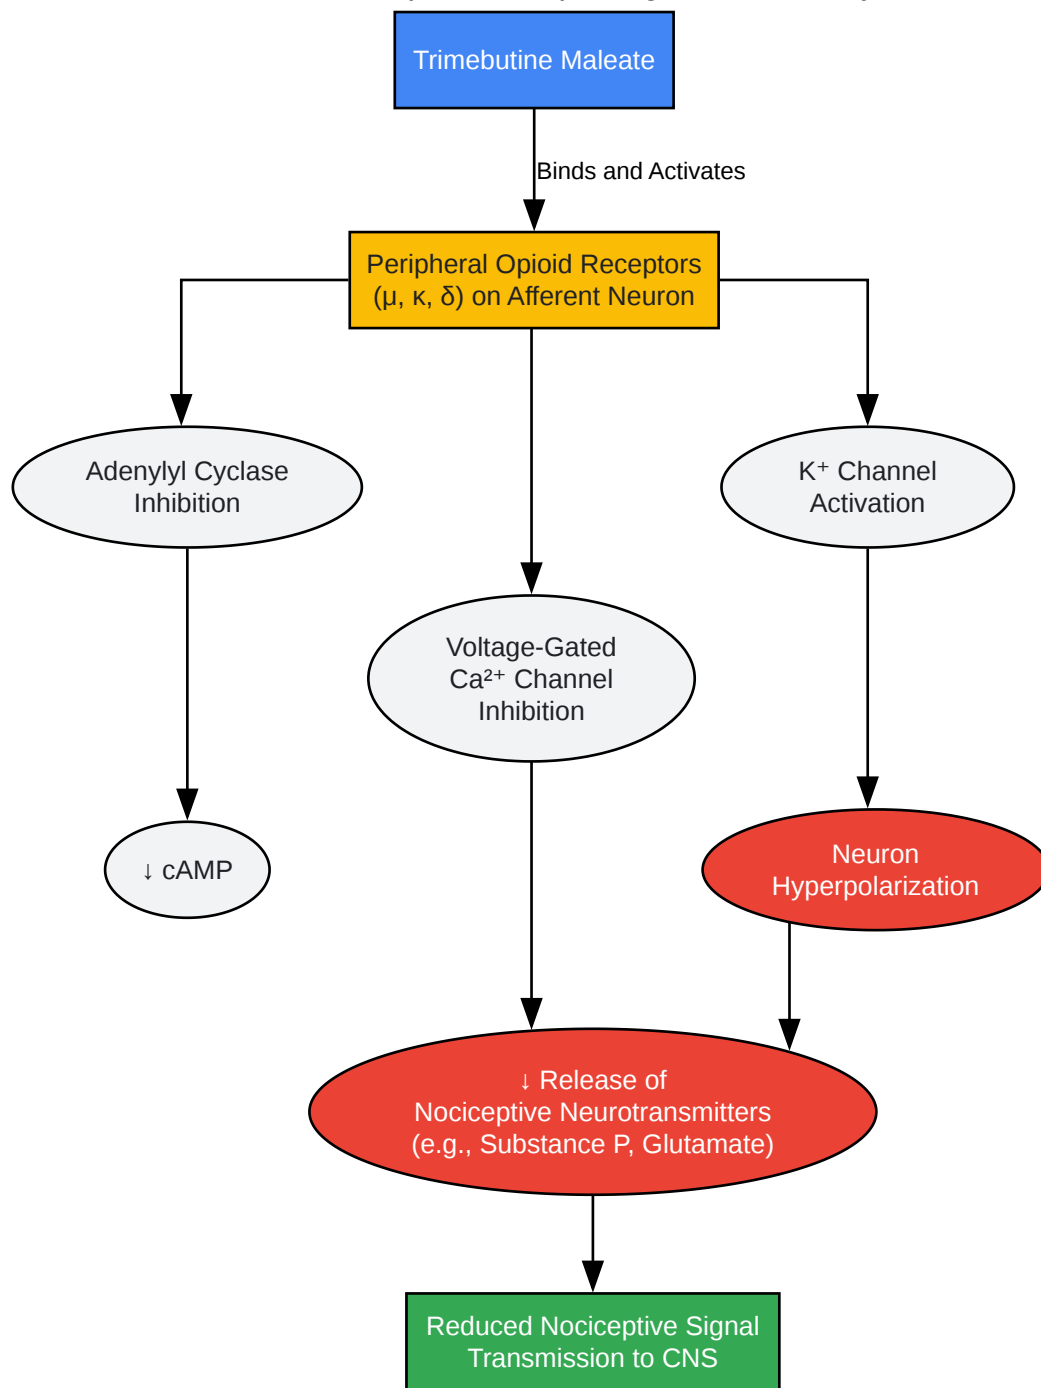 Trimebutine Maleate
Binds and Activates
Peripheral Opioid Receptors
(μ, κ, δ) on Afferent Neuron
Adenylyl Cyclase
Inhibition
K⁺ Channel
Activation
Voltage-Gated
Ca²⁺ Channel
Inhibition
↓ cAMP
Neuron
Hyperpolarization
↓ Release of
Nociceptive Neurotransmitters
(e.g., Substance P, Glutamate)
Reduced Nociceptive Signal
Transmission to CNS